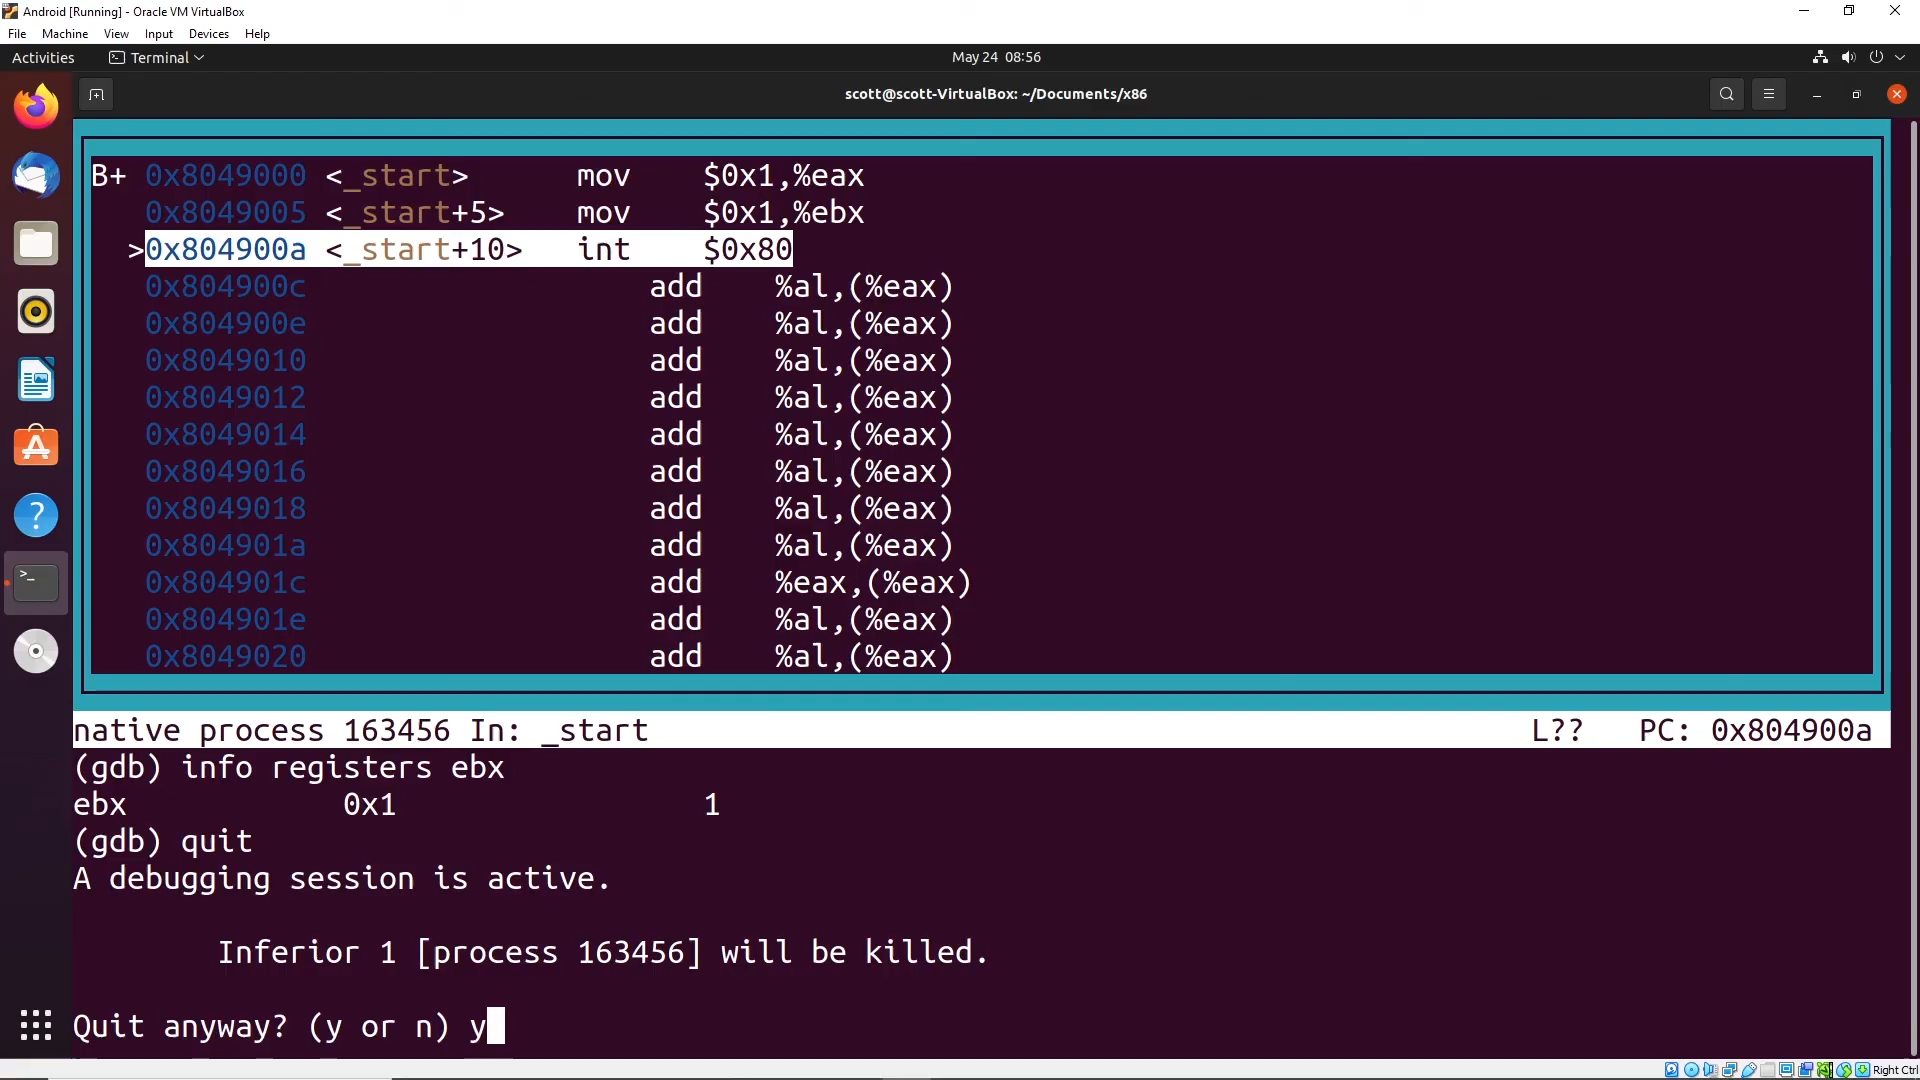 Android [Running] - Oracle VM VirtualBox
File Machine View Input Devices Help
Activities Terminal May 24 08:56
scott@scott-VirtualBox: ~/Documents/x86
B+ 0x8049000 <_start> mov $0x1,%eax
0x8049005 <_start+5> mov $0x1,%ebx
>0x804900a <_start+10> int $0x80
0x804900c add %al,(%eax)
0x804900e add %al,(%eax)
0x8049010 add %al,(%eax)
0x8049012 add %al,(%eax)
0x8049014 add %al,(%eax)
0x8049016 add %al,(%eax)
0x8049018 add %al,(%eax)
0x804901a add %al,(%eax)
0x804901c add %eax,(%eax)
0x804901e add %al,(%eax)
0x8049020 add %al,(%eax)
native process 163456 In: _start L?? PC: 0x804900a
(gdb) info registers ebx
ebx 0x1 1
(gdb) quit
A debugging session is active.
Inferior 1 [process 163456] will be killed.
Quit anyway? (y or n) y
Right Ctrl